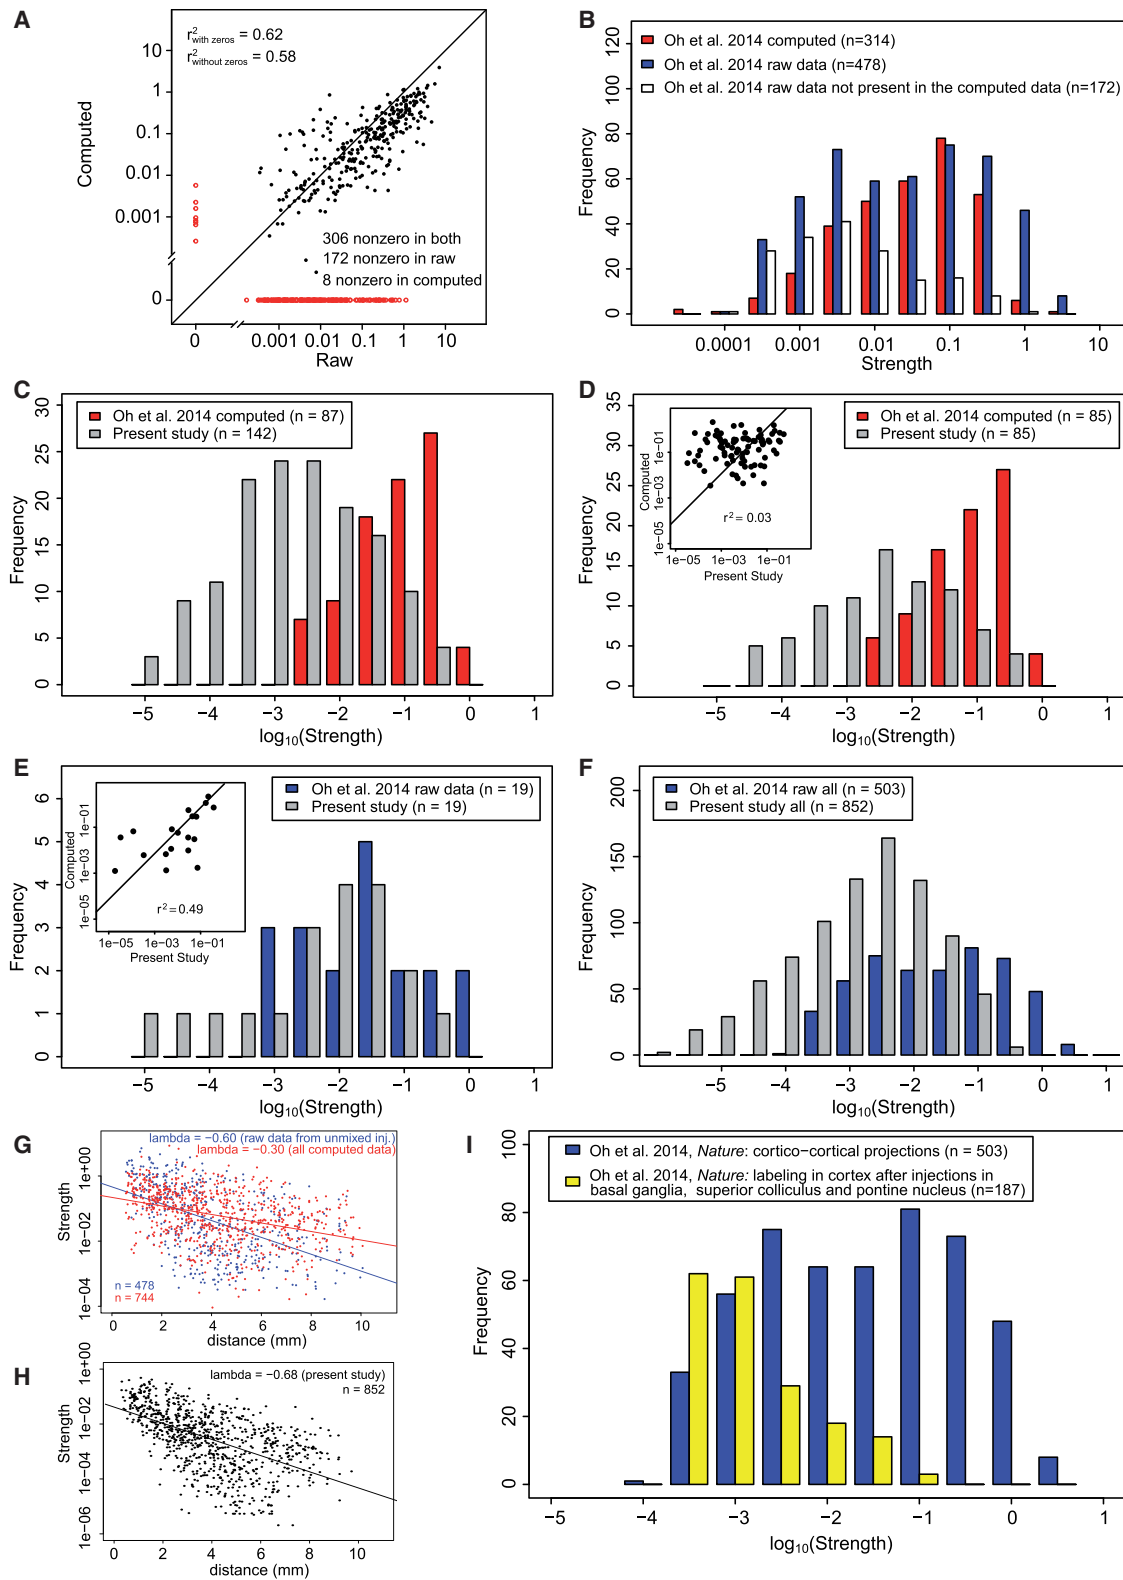 A
r² with zeros = 0.62
r² without zeros = 0.58
Computed
10
1
0.1
0.01
0.001
0
306 nonzero in both
172 nonzero in raw
8 nonzero in computed
0 0.001 0.01 0.1 1 10
Raw
B
Oh et al. 2014 computed (n=314)
Oh et al. 2014 raw data (n=478)
Oh et al. 2014 raw data not present in the computed data (n=172)
Frequency
120
80
60
40
20
0
0.0001 0.001 0.01 0.1 1 10
Strength
C
Oh et al. 2014 computed (n = 87)
Present study (n = 142)
Frequency
30
25
20
15
10
5
0
−5 −4 −3 −2 −1 0 1
log10(Strength)
D
Oh et al. 2014 computed (n = 85)
Present study (n = 85)
Frequency
35
30
25
20
15
10
5
0
−5 −4 −3 −2 −1 0 1
log10(Strength)
Computed
1e−01
1e−03
1e−05
r² = 0.03
1e−05 1e−03 1e−01
Present Study
E
Oh et al. 2014 raw data (n = 19)
Present study (n = 19)
Frequency
6
5
4
3
2
1
0
−5 −4 −3 −2 −1 0 1
log10(Strength)
Computed
1e−01
1e−03
1e−05
r² = 0.49
1e−05 1e−03 1e−01
Present Study
F
Oh et al. 2014 raw all (n = 503)
Present study all (n = 852)
Frequency
200
150
100
50
0
−5 −4 −3 −2 −1 0 1
log10(Strength)
G
lambda = −0.60 (raw data from unmixed inj.)
lambda = −0.30 (all computed data)
Strength
1e+00
1e−02
1e−04
n = 478
n = 744
0 2 4 6 8 10
distance (mm)
H
lambda = −0.68 (present study)
n = 852
Strength
1e+00
1e−02
1e−04
1e−06
0 2 4 6 8 10
distance (mm)
I
Oh et al. 2014, Nature: cortico−cortical projections (n = 503)
Oh et al. 2014, Nature: labeling in cortex after injections in
basal ganglia, superior colliculus and pontine nucleus (n=187)
Frequency
100
80
60
40
20
0
−5 −4 −3 −2 −1 0 1
log10(Strength)